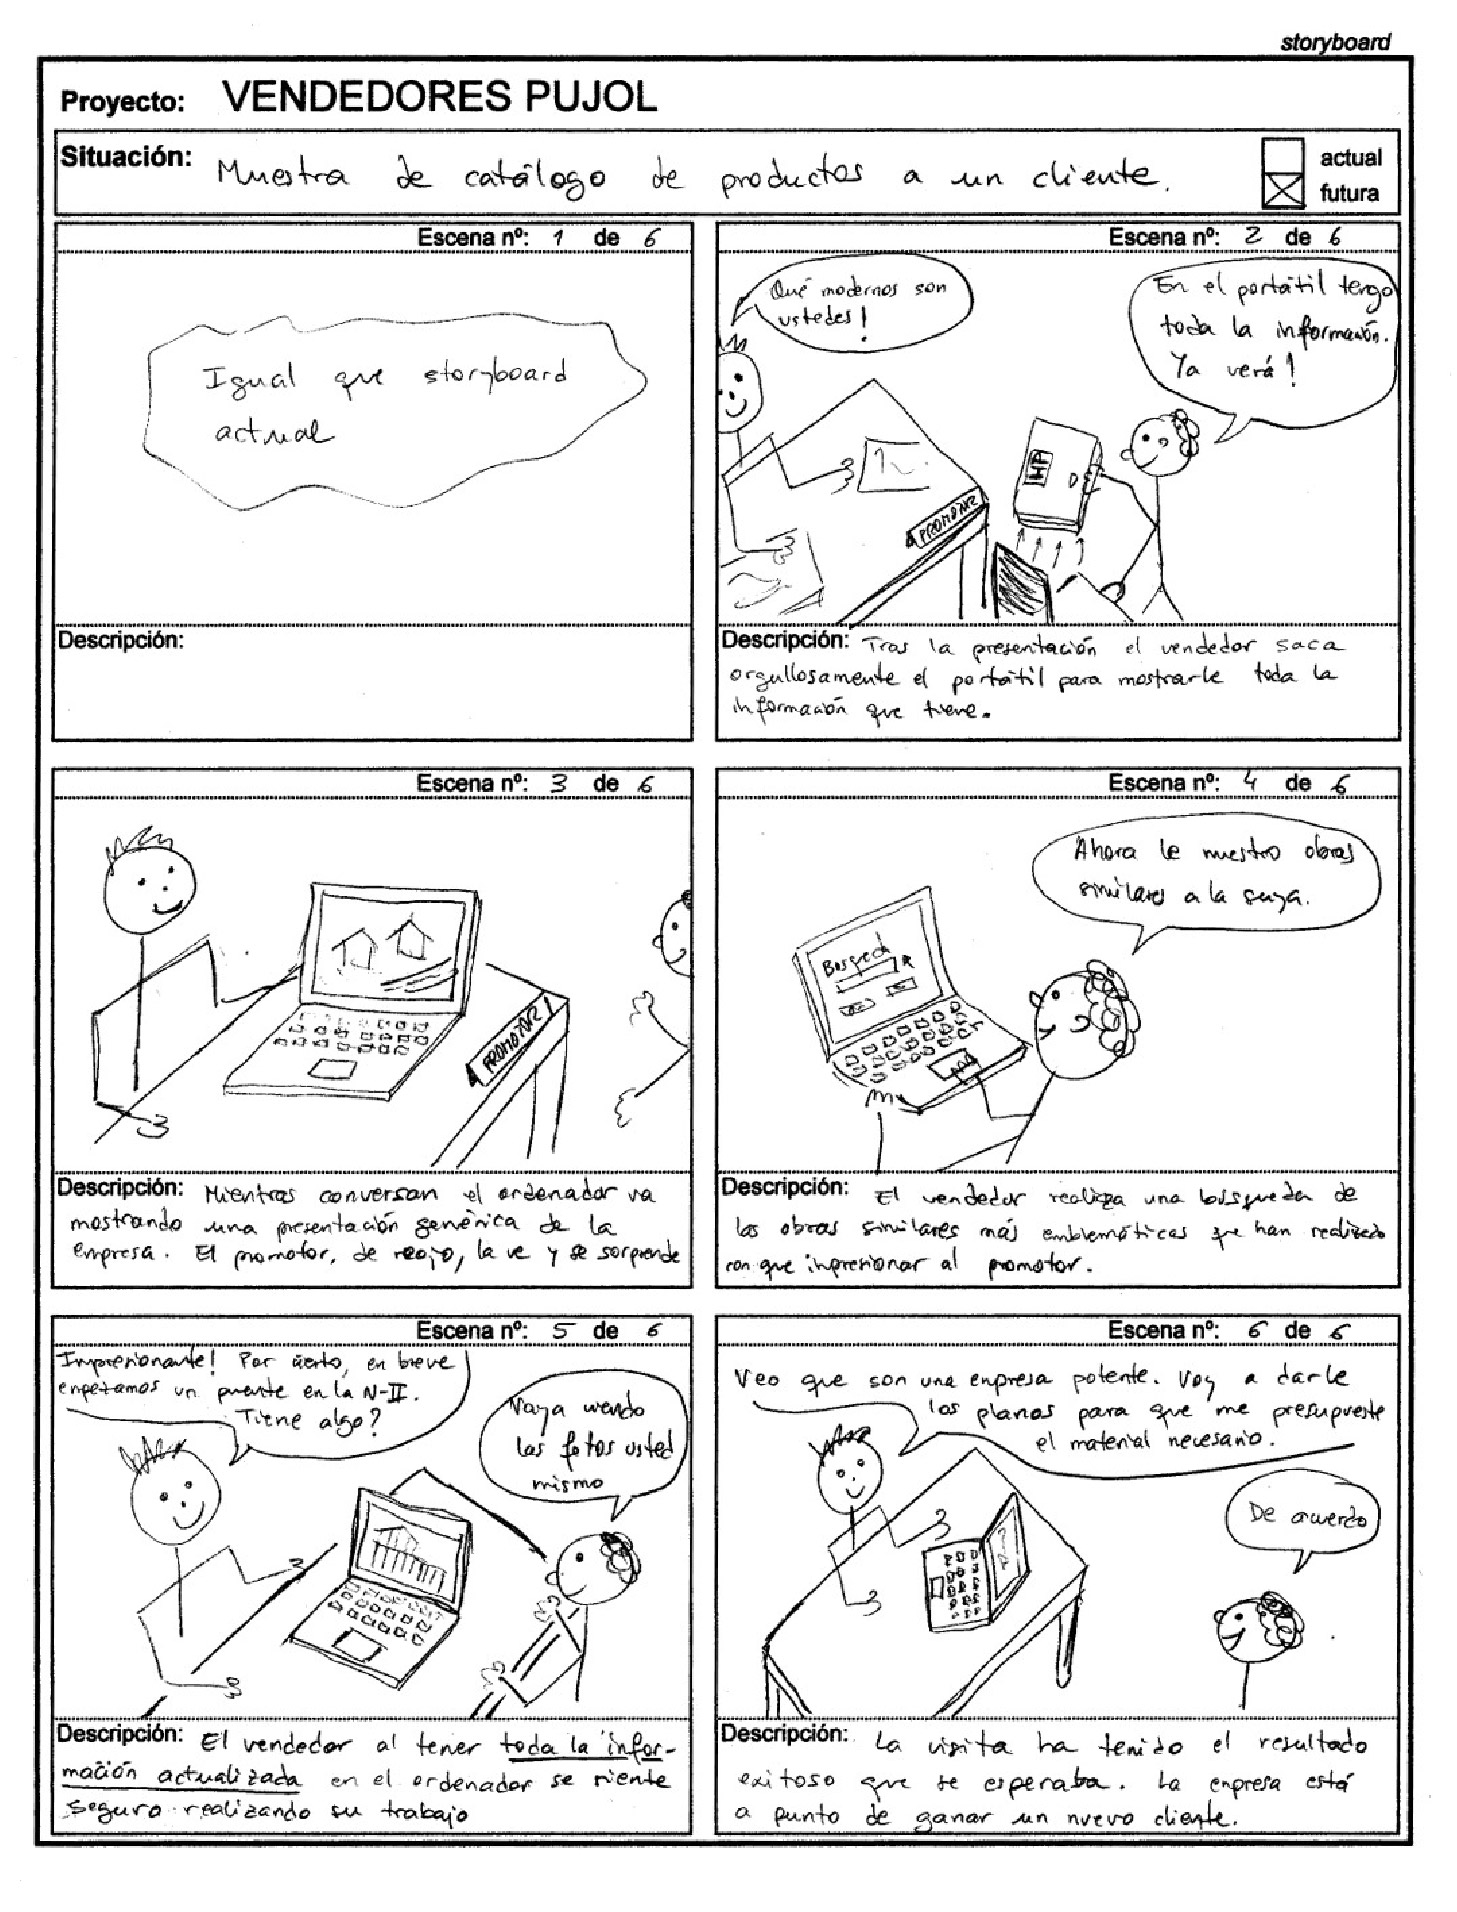 storyboard
Proyecto: VENDEDORES PUJOL
Situación: Muestra de catálogo de productos a un cliente.
actual
futura
Escena nº: 1 de 6
Igual que storyboard
actual
Descripción:
Escena nº: 2 de 6
Qué modernos son
ustedes!
En el portátil tengo
toda la información.
Ya verá!
HP
PROMOTOR
Descripción: Tras la presentación el vendedor saca
orgullosamente el portátil para mostrarle toda la
información que tiene.
Escena nº: 3 de 6
PROMOTOR
Descripción: Mientras conversan el ordenador va
mostrando una presentación genérica de la
empresa. El promotor, de reojo, la ve y se sorprende
Escena nº: 4 de 6
Ahora le muestro obras
similares a la suya.
Descripción: El vendedor realiza una búsqueda de
las obras similares más emblemáticas que han realizado
con que impresionar al promotor.
Escena nº: 5 de 6
Impresionante! Por cierto, en breve
empezamos un puente en la N-II.
Tiene algo?
Vaya viendo
las fotos usted
mismo
Descripción: El vendedor al tener toda la infor-
mación actualizada en el ordenador se siente
seguro realizando su trabajo
Escena nº: 6 de 6
Veo que son una empresa potente. Voy a darle
los planos para que me presupueste
el material necesario.
De acuerdo
Descripción: La visita ha tenido el resultado
exitoso que se esperaba. La empresa está
a punto de ganar un nuevo cliente.